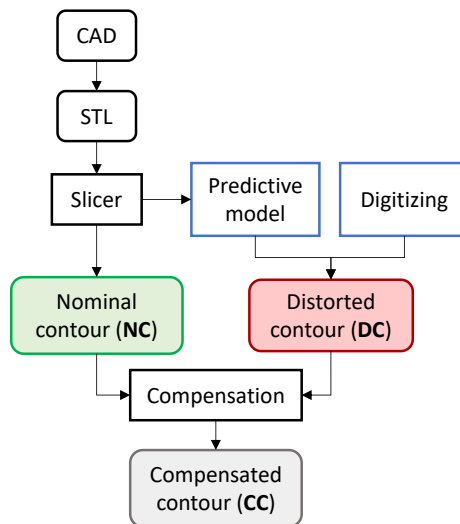 CAD
STL
Slicer
Predictive
model
Digitizing
Nominal
contour (NC)
Distorted
contour (DC)
Compensation
Compensated
contour (CC)